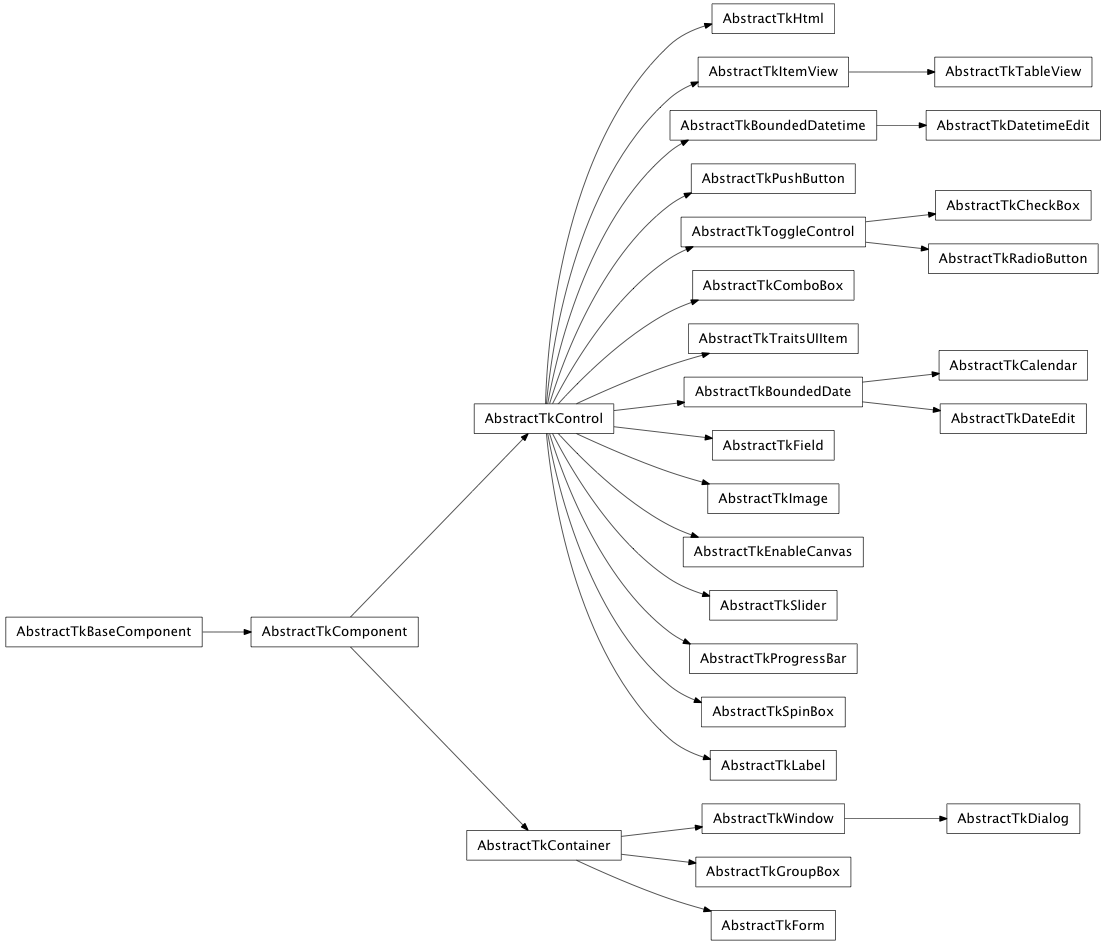 AbstractTkHtml
AbstractTkItemView
AbstractTkTableView
AbstractTkBoundedDatetime
AbstractTkDatetimeEdit
AbstractTkPushButton
AbstractTkCheckBox
AbstractTkToggleControl
AbstractTkRadioButton
AbstractTkComboBox
AbstractTkTraitsUIItem
AbstractTkCalendar
AbstractTkBoundedDate
AbstractTkControl
AbstractTkDateEdit
AbstractTkField
AbstractTkImage
AbstractTkEnableCanvas
AbstractTkSlider
AbstractTkBaseComponent
AbstractTkComponent
AbstractTkProgressBar
AbstractTkSpinBox
AbstractTkLabel
AbstractTkWindow
AbstractTkDialog
AbstractTkContainer
AbstractTkGroupBox
AbstractTkForm